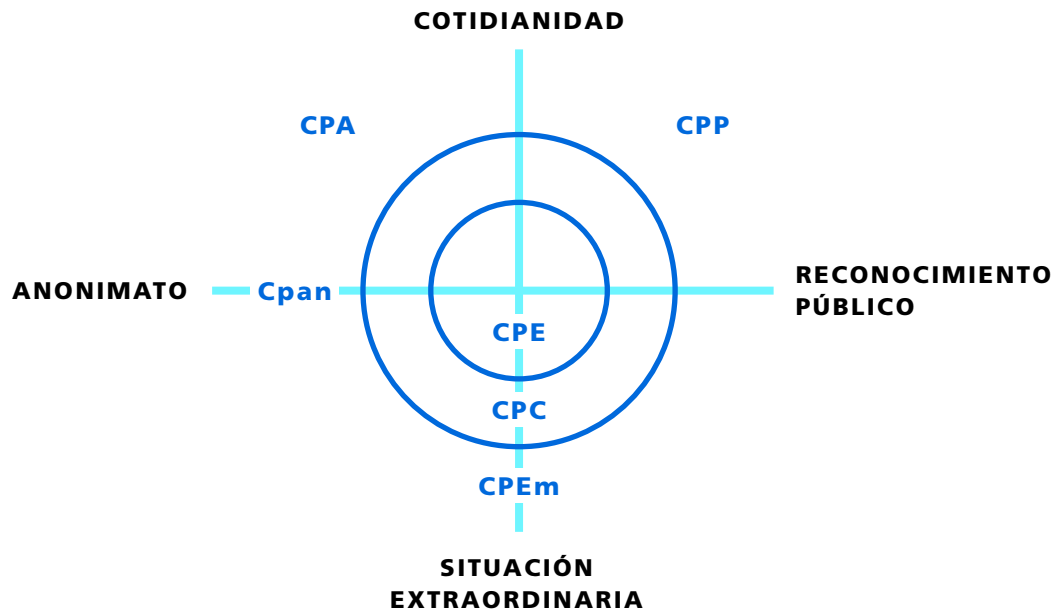 COTIDIANIDAD
CPA
CPP
ANONIMATO
Cpan
RECONOCIMIENTO
PÚBLICO
CPE
CPC
CPEm
SITUACIÓN
EXTRAORDINARIA